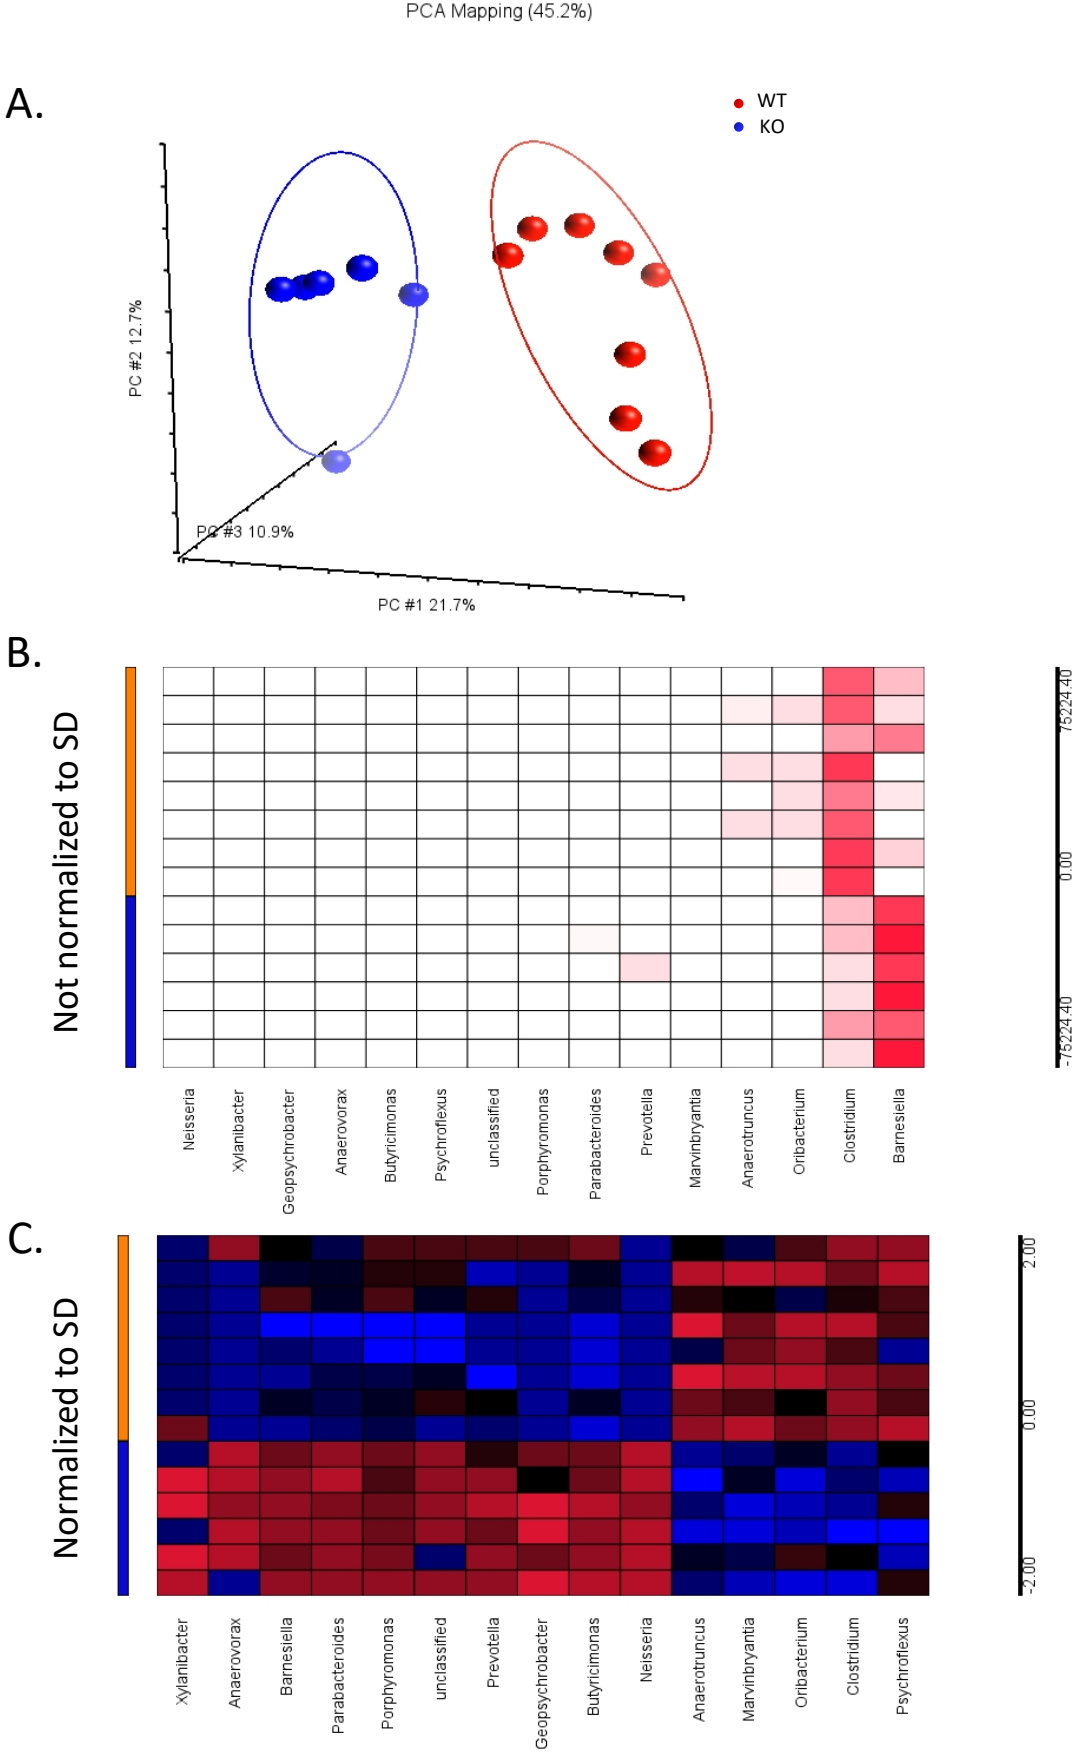 PCA Mapping (45.2%)
A.
WT
KO
PC #2 12.7%
PC #3 10.9%
PC #1 21.7%
B.
Not normalized to SD
75224.40
0.00
-75224.40
Neisseria
Xylanibacter
Geopsychrobacter
Anaerovorax
Butyricimonas
Psychroflexus
unclassified
Porphyromonas
Parabacteroides
Prevotella
Marvinbryantia
Anaerotruncus
Oribacterium
Clostridium
Barnesiella
C.
Normalized to SD
2.00
0.00
-2.00
Xylanibacter
Anaerovorax
Barnesiella
Parabacteroides
Porphyromonas
unclassified
Prevotella
Geopsychrobacter
Butyricimonas
Neisseria
Anaerotruncus
Marvinbryantia
Oribacterium
Clostridium
Psychroflexus